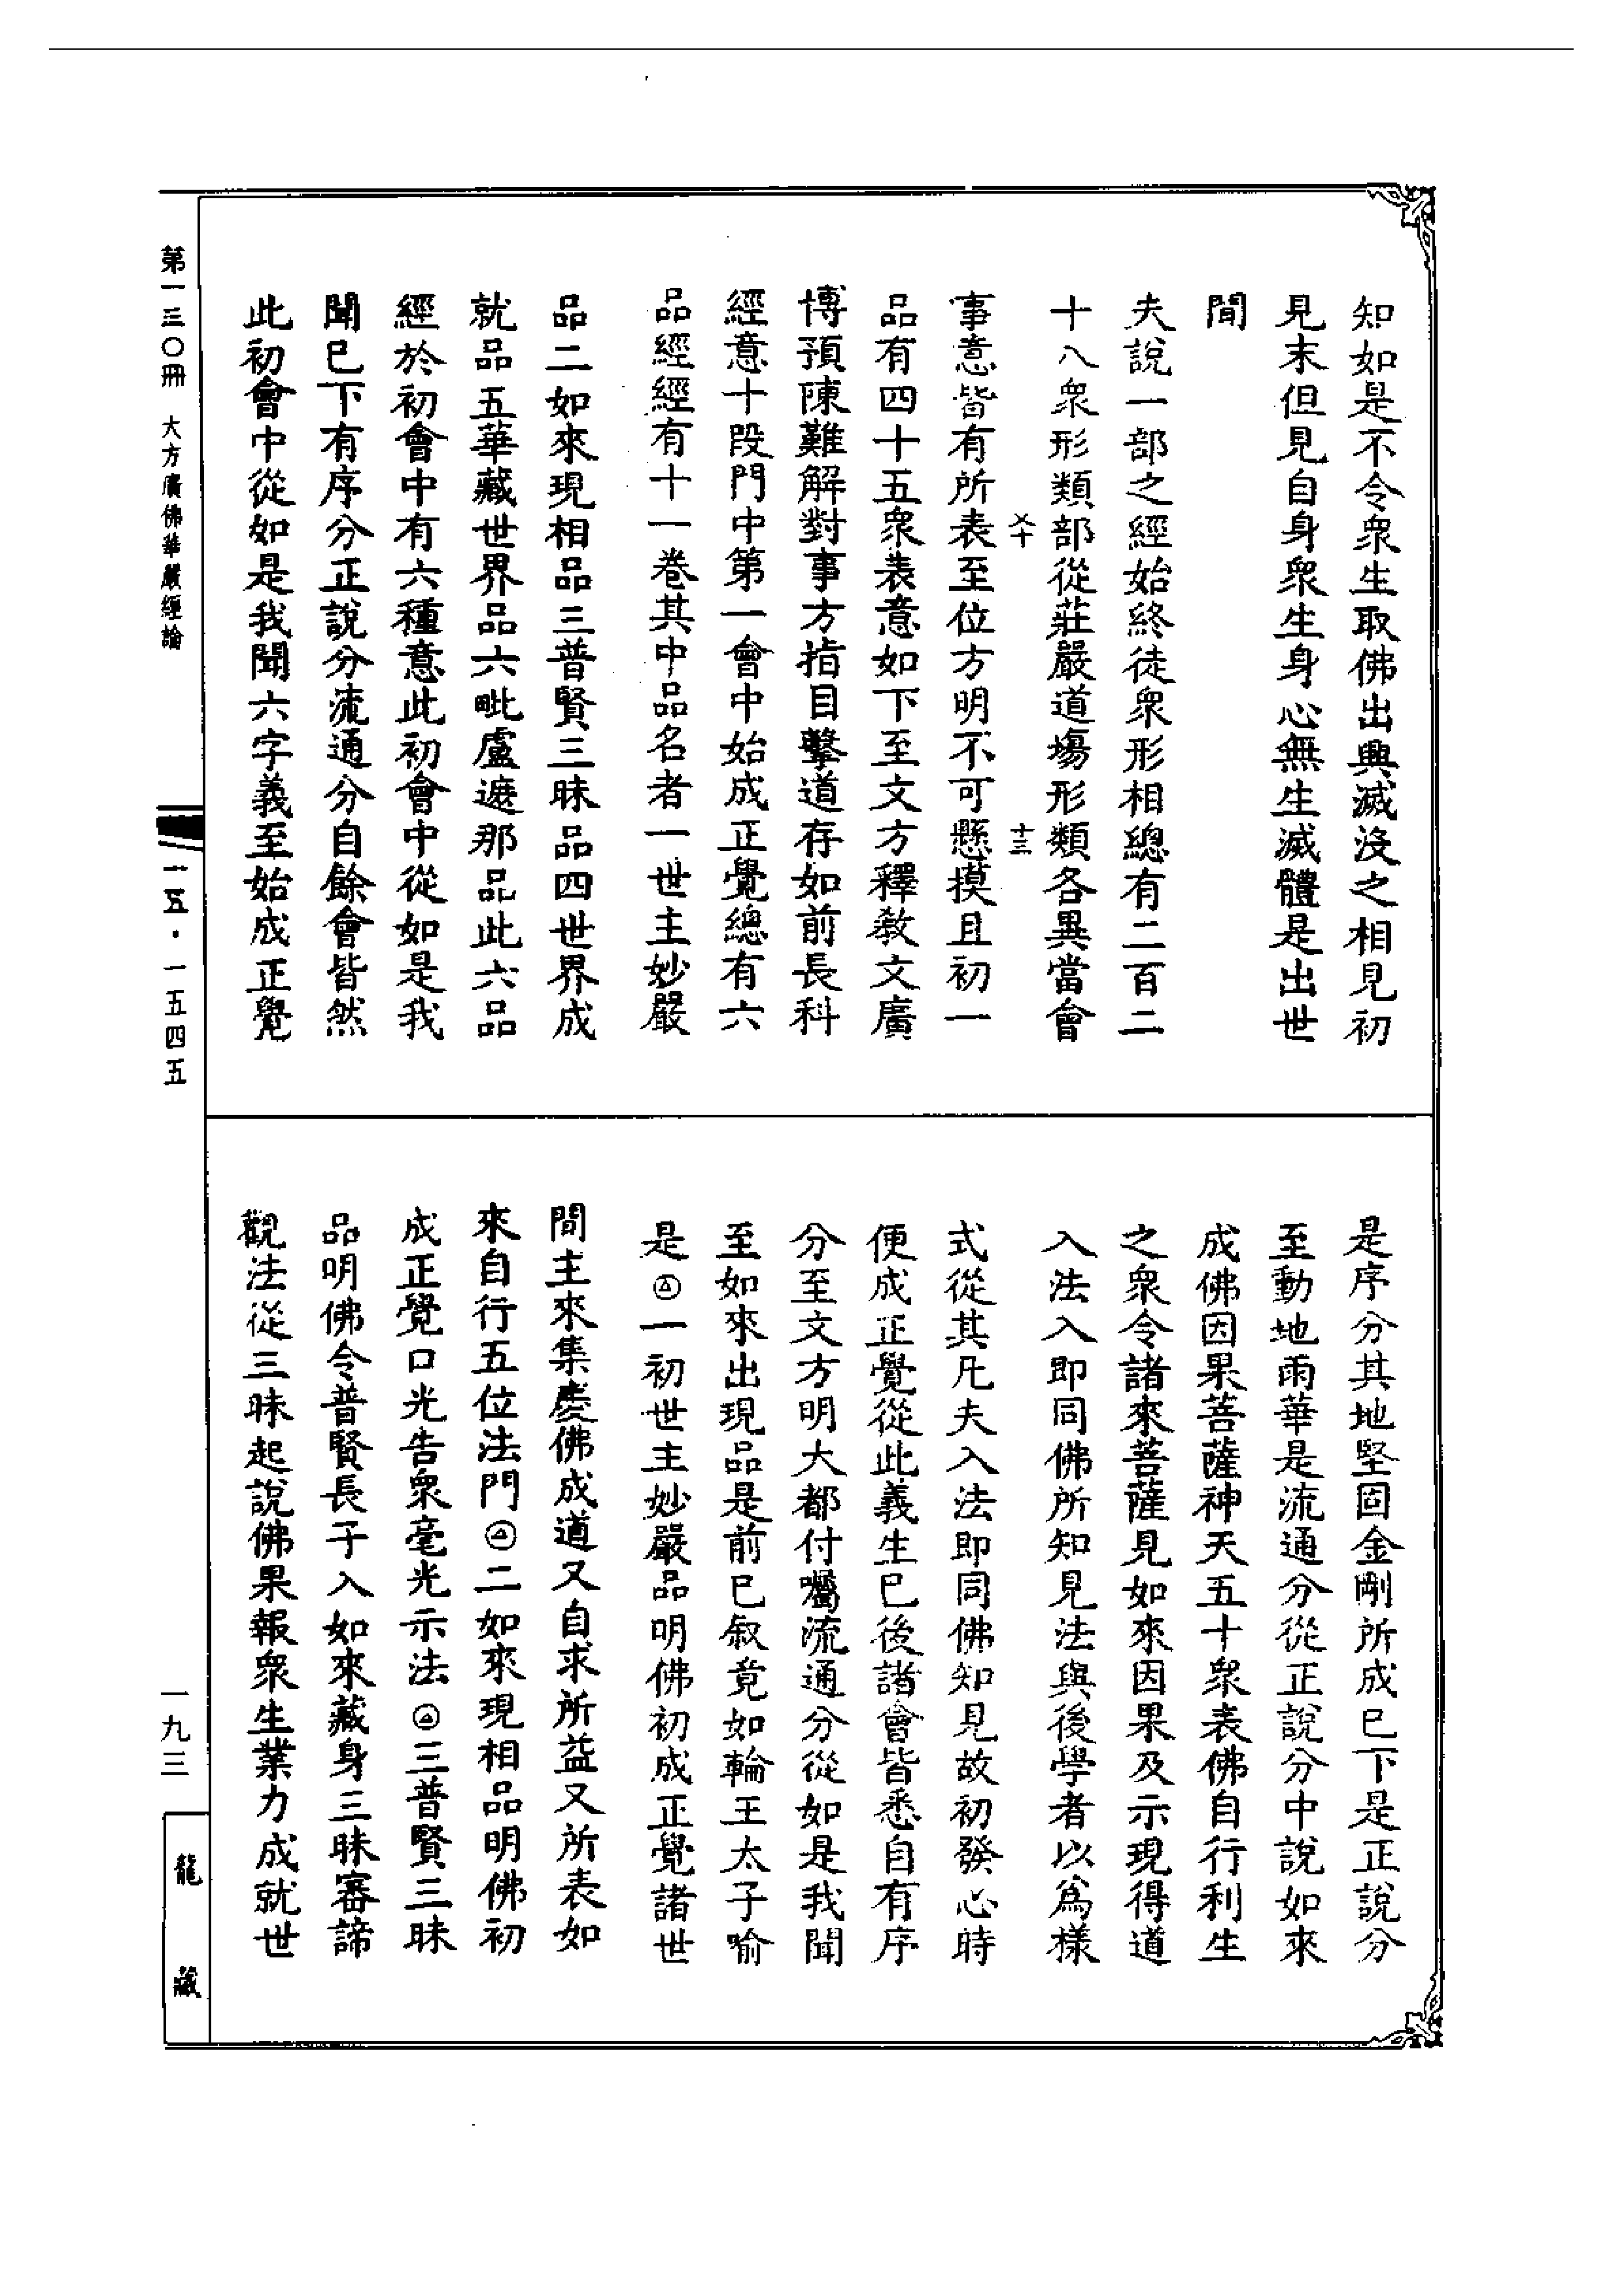 知如是不令衆生取佛出興滅沒之相見初
見末但見自身衆生身心無生滅體是出世
間
夫說一部之經始終徒衆形相總有二百二
十八衆形類部從莊嚴道場形類各異當會
十三
事意皆有所表至位方明不可懸摸且初一
品有四十五衆表意如下至文方釋教文廣
博預陳難解對事方指目擊道存如前長科
經意十段門中第一會中始成正覺總有六
品經經有十一卷其中品名者一世主妙嚴
品二如來現相品三普賢三昧品四世界成
就品五華藏世界品六毗盧遮那品此六品
經於初會中有六種意此初會中從如是我
聞已下有序分正說分流通分自餘會皆然
此初會中從如是我聞六字義至始成正覺
是序分其地堅固金剛所成已下是正說分
至動地雨華是流通分從正說分中說如來
成佛因果菩薩神天五十衆表佛自行利生
之衆令諸來菩薩見如來因果及示現得道
入法入即同佛所知見法與後學者以爲樣
式從其凡夫入法即同佛知見故初發心時
便成正覺從此義生已後諸會皆悉自有序
分至文方明大都付囑流通分從如是我聞
至如來出現品是前已叙竟如輪王太子喻
是㊂一初世主妙嚴品明佛初成正覺諸世
間主來集慶佛成道又自求所益又所表如
來自行五位法門㊂二如來現相品明佛初
成正覺口光告衆毫光示法㊂三普賢三昧
品明佛令普賢長子入如來藏身三昧審諦
觀法從三昧起說佛果報衆生業力成就世
第一三〇冊 大方廣佛華嚴經論
一五·一五四五
一九三
龍藏